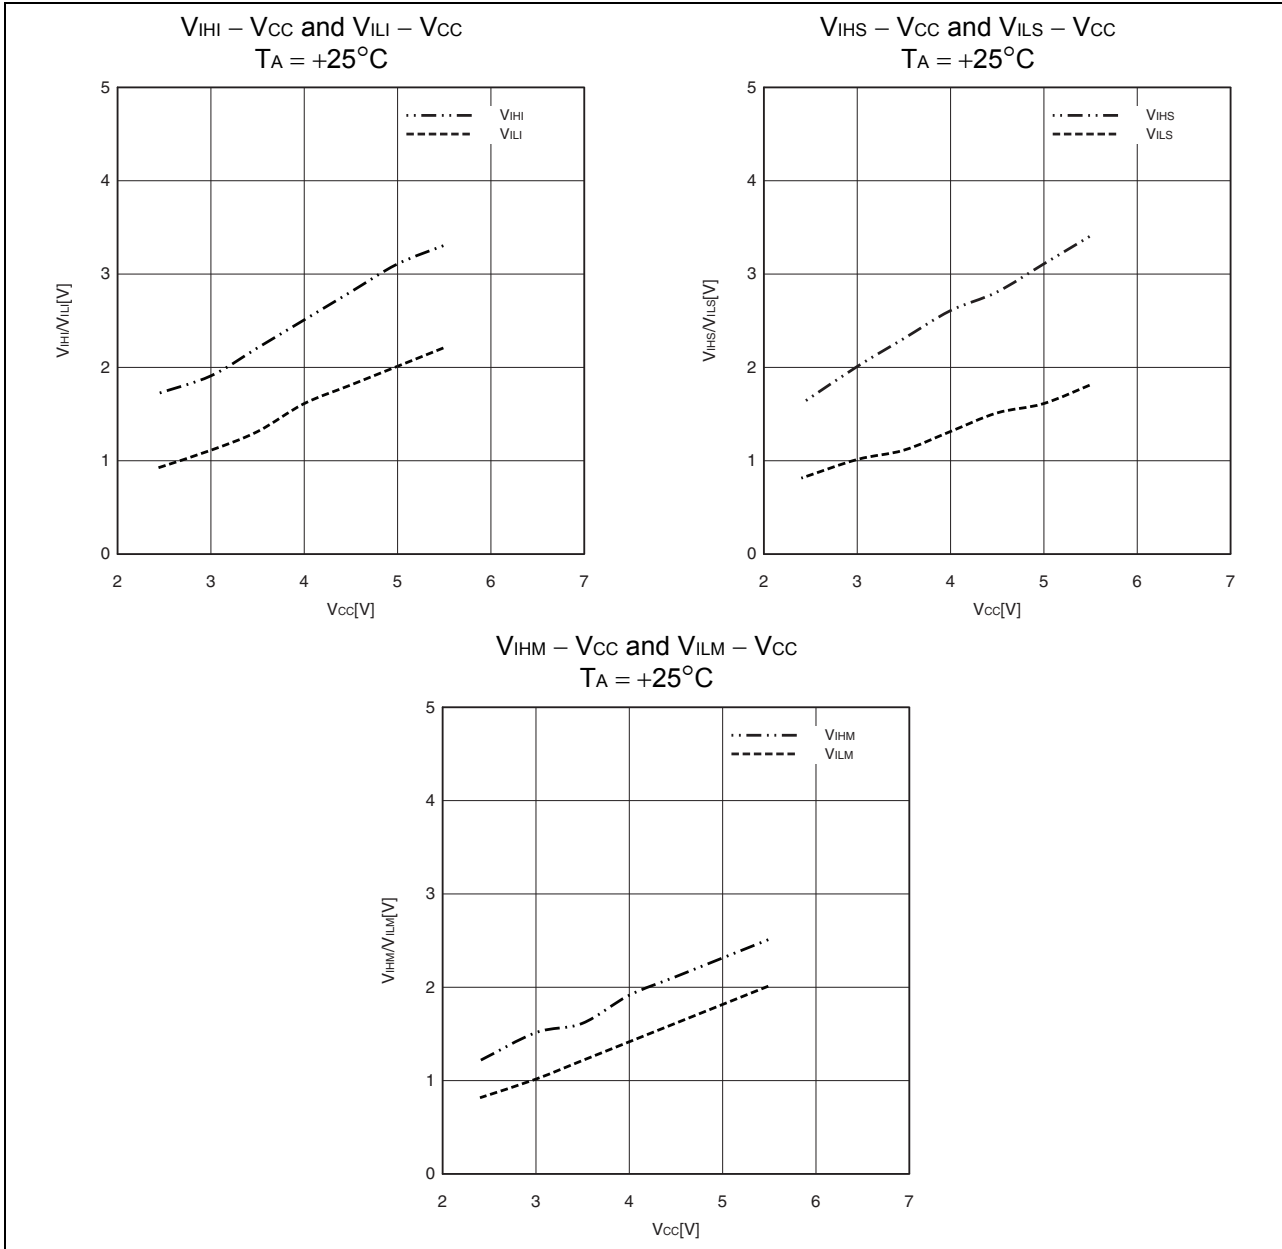 VIHI – VCC and VILI – VCC
TA = +25°C
5
4
3
2
1
0
VIHI/VILI[V]
VIHI
VILI
2 3 4 5 6 7
VCC[V]
VIHS – VCC and VILS – VCC
TA = +25°C
5
4
3
2
1
0
VIHS/VILS[V]
VIHS
VILS
2 3 4 5 6 7
VCC[V]
VIHM – VCC and VILM – VCC
TA = +25°C
5
4
3
2
1
0
VIHM/VILM[V]
VIHM
VILM
2 3 4 5 6 7
VCC[V]